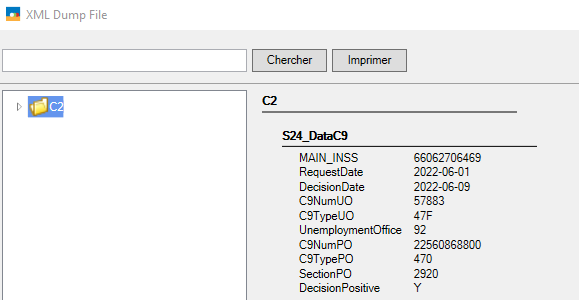 XML Dump File
Chercher
Imprimer
C2
C2
S24_DataC9
MAIN_INSS 66062706469
RequestDate 2022-06-01
DecisionDate 2022-06-09
C9NumUO 57883
C9TypeUO 47F
UnemploymentOffice 92
C9NumPO 22560868800
C9TypePO 470
SectionPO 2920
DecisionPositive Y